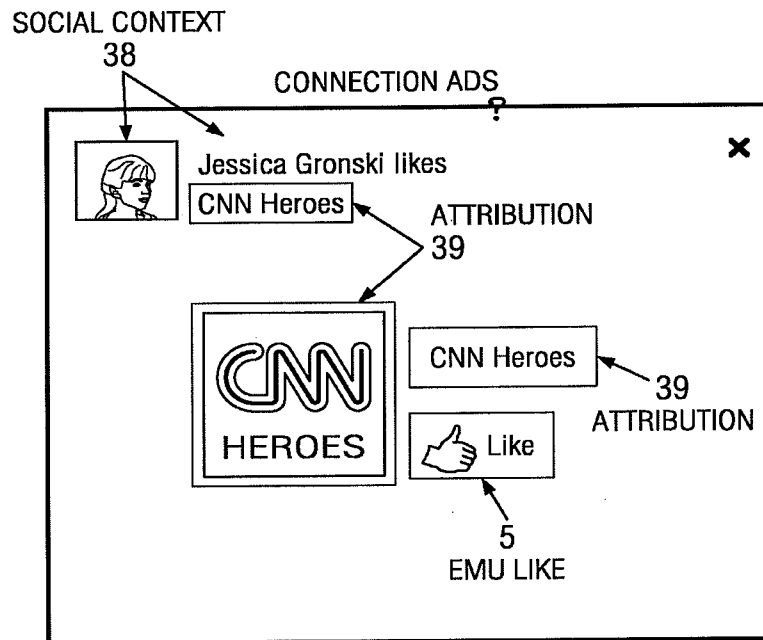 SOCIAL CONTEXT
38
CONNECTION ADS
Jessica Gronski likes
CNN Heroes
ATTRIBUTION
39
CNN
HEROES
CNN Heroes
39
ATTRIBUTION
Like
5
EMU LIKE